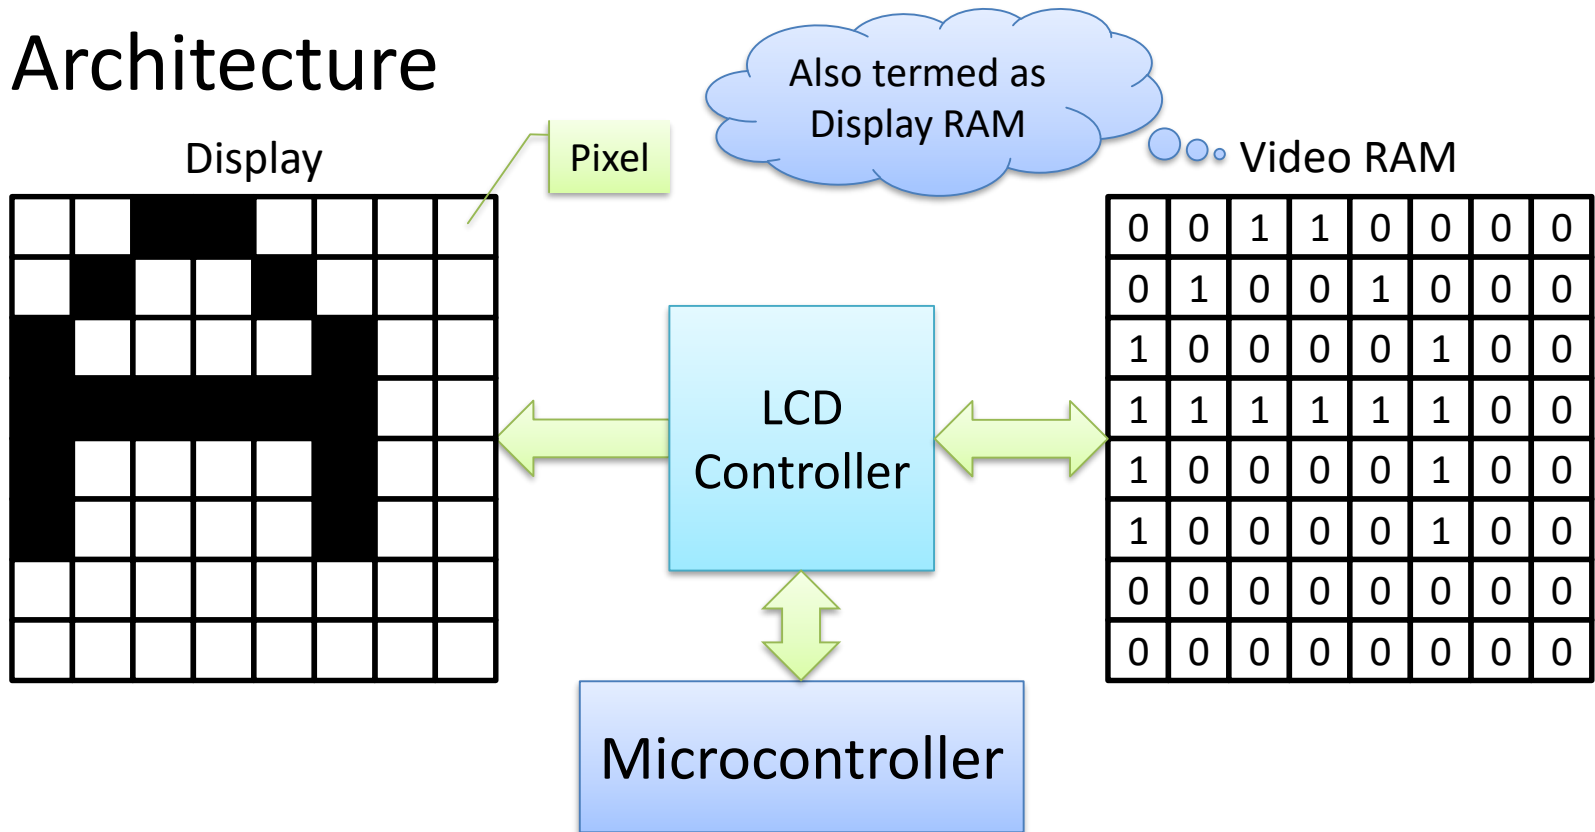 Architecture
Also termed as
Display RAM
Display
Pixel
Video RAM
0 0 1 1 0 0 0 0
0 1 0 0 1 0 0 0
1 0 0 0 0 1 0 0
1 1 1 1 1 1 0 0
1 0 0 0 0 1 0 0
1 0 0 0 0 1 0 0
0 0 0 0 0 0 0 0
0 0 0 0 0 0 0 0
LCD
Controller
Microcontroller